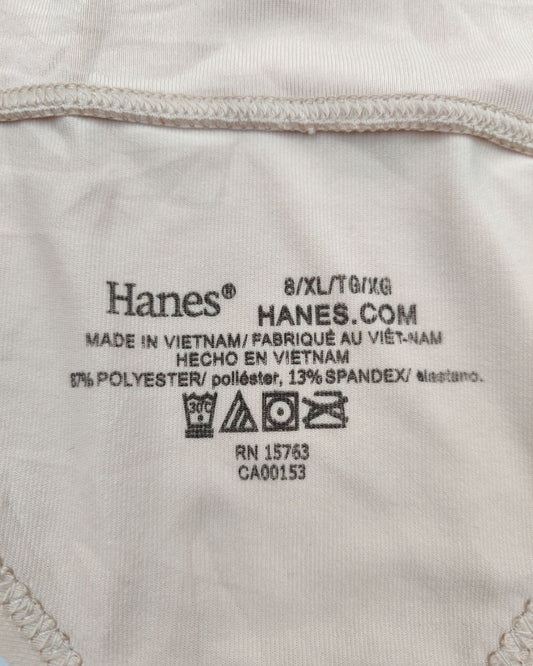 Hanes® 8/XL/TG/XG
HANES.COM
MADE IN VIETNAM/ FABRIQUÉ AU VIÊT-NAM
HECHO EN VIETNAM
87% POLYESTER/ poliéster, 13% SPANDEX/ elastano.
30C
RN 15763
CA00153